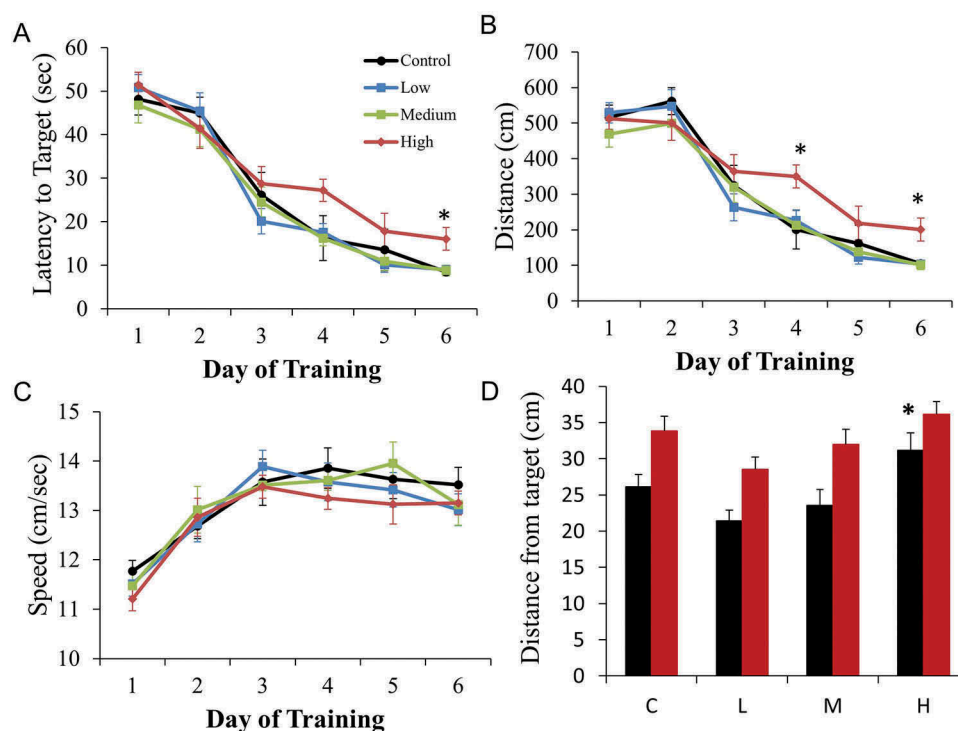 A
Latency to Target (sec)
60
50
40
30
20
10
0
Control
Low
Medium
High
*
1 2 3 4 5 6
Day of Training
B
Distance (cm)
700
600
500
400
300
200
100
0
*
*
1 2 3 4 5 6
Day of Training
C
Speed (cm/sec)
15
14
13
12
11
10
1 2 3 4 5 6
Day of Training
D
Distance from target (cm)
40
35
30
25
20
15
10
5
0
*
C L M H